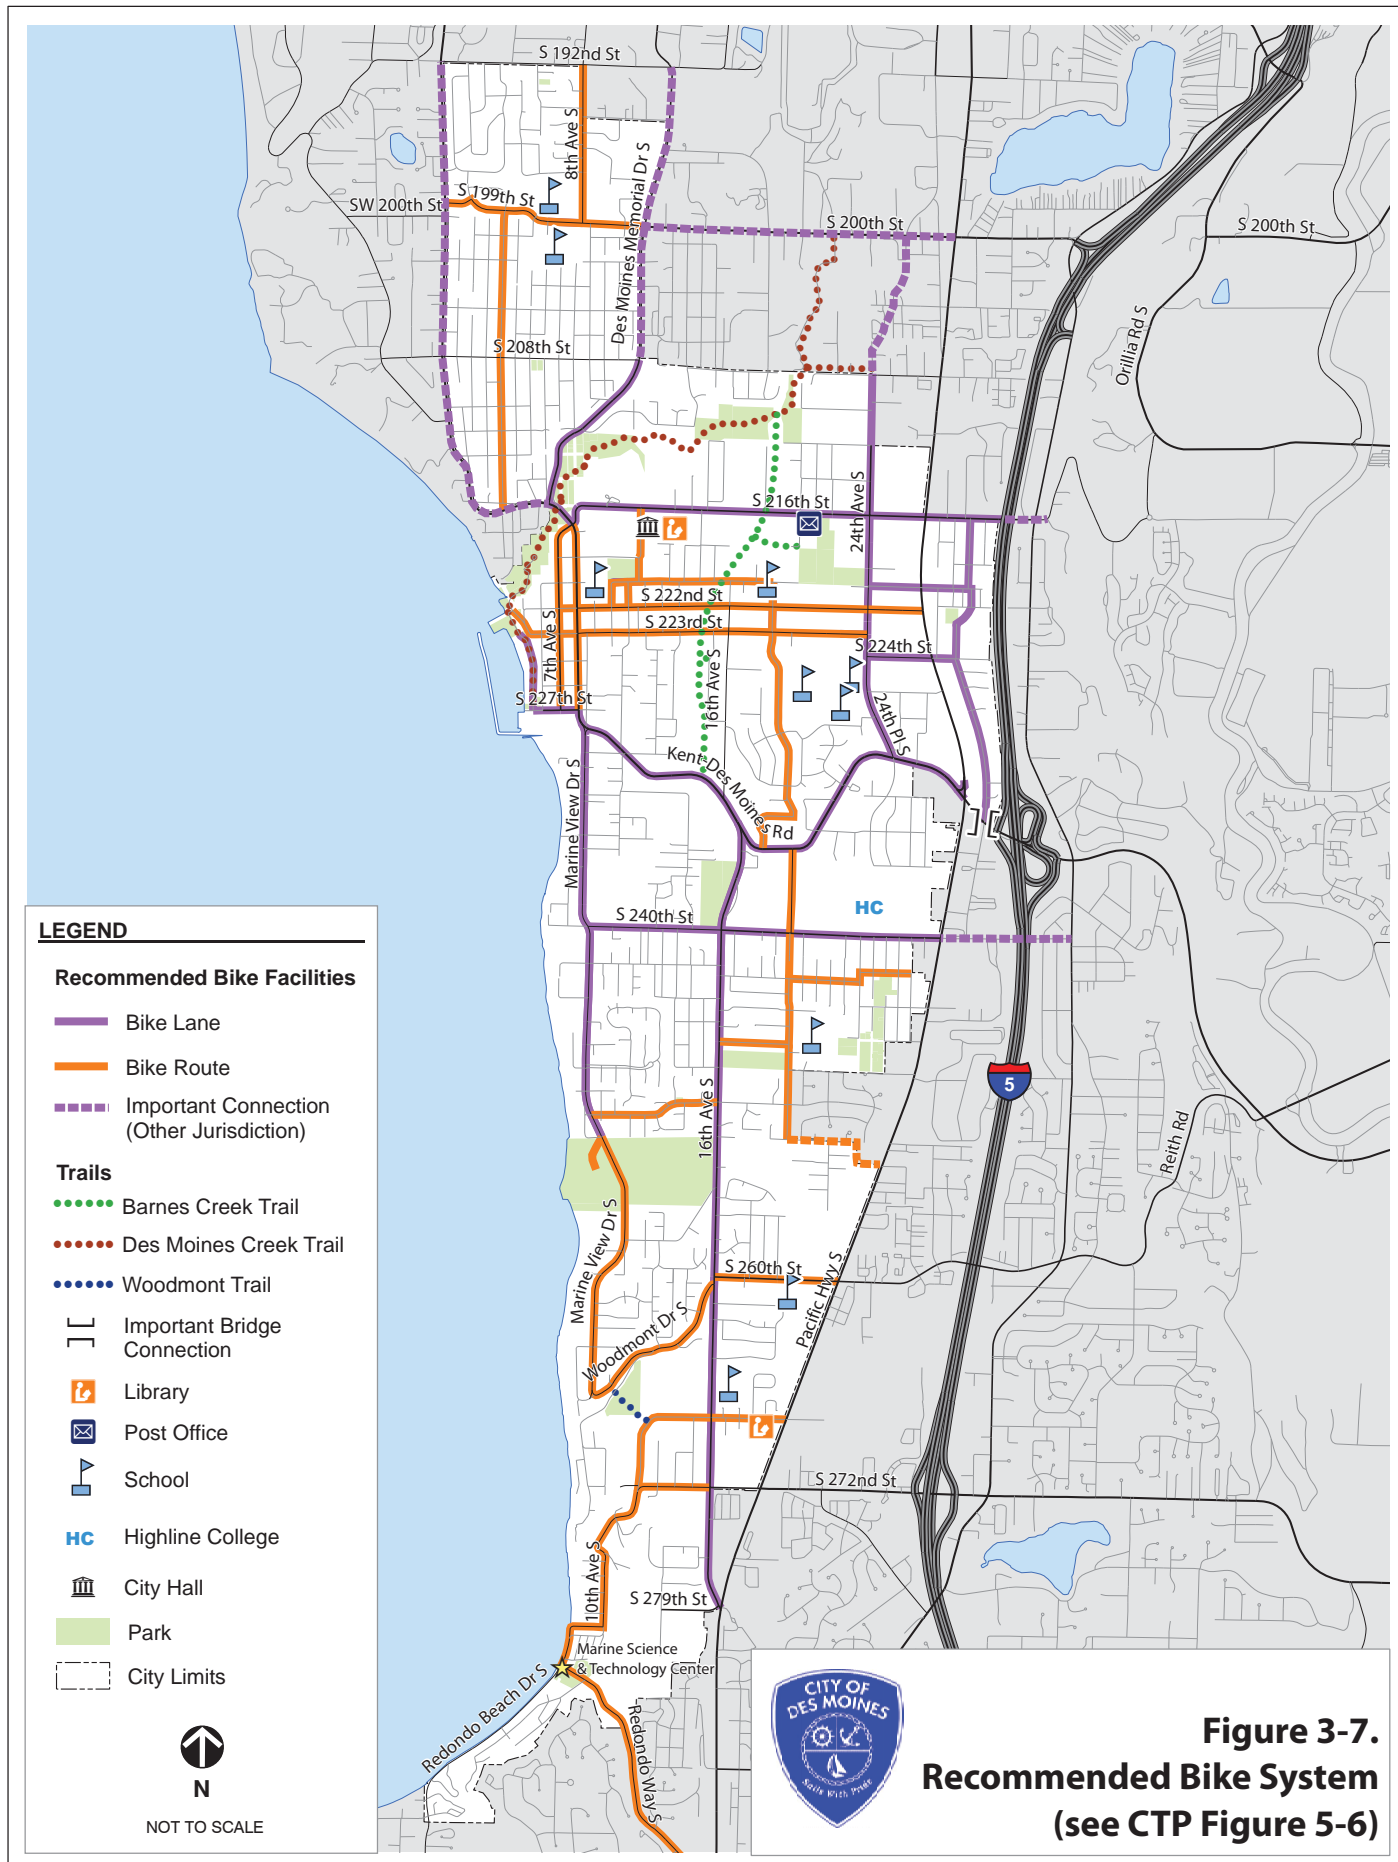 S 192nd St
8th Ave S
Des Moines Memorial Dr S
S 199th St
SW 200th St
S 200th St
S 200th St
Orillia Rd S
S 208th St
S 216th St
24th Ave S
S 222nd St
S 223rd St
S 224th St
7th Ave S
16th Ave S
S 227th St
24th Pl S
Kent-Des Moines Rd
Marine View Dr S
HC
S 240th St
5
16th Ave S
Reith Rd
Marine View Dr S
S 260th St
Pacific Hwy S
Woodmont Dr S
S 272nd St
10th Ave S
S 279th St
Marine Science
& Technology Center
Redondo Beach Dr S
Redondo Way S
LEGEND
Recommended Bike Facilities
Bike Lane
Bike Route
Important Connection
(Other Jurisdiction)
Trails
Barnes Creek Trail
Des Moines Creek Trail
Woodmont Trail
Important Bridge
Connection
Library
Post Office
School
HC Highline College
City Hall
Park
City Limits
N
NOT TO SCALE
CITY OF
DES MOINES
Sails With Pride
Figure 3-7.
Recommended Bike System
(see CTP Figure 5-6)